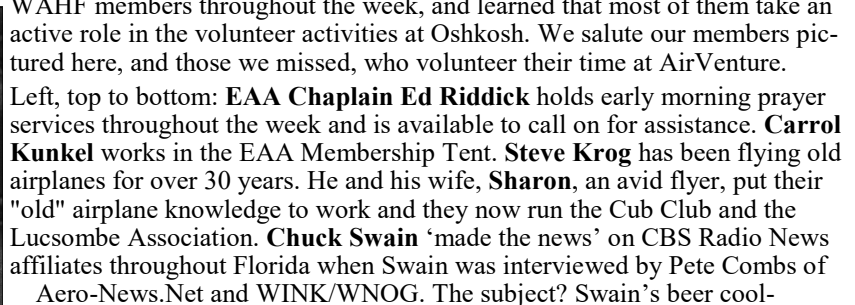 WAHF members throughout the week, and learned that most of them take an
active role in the volunteer activities at Oshkosh. We salute our members pic-
tured here, and those we missed, who volunteer their time at AirVenture.
Left, top to bottom: EAA Chaplain Ed Riddick holds early morning prayer
services throughout the week and is available to call on for assistance. Carrol
Kunkel works in the EAA Membership Tent. Steve Krog has been flying old
airplanes for over 30 years. He and his wife, Sharon, an avid flyer, put their
"old" airplane knowledge to work and they now run the Cub Club and the
Lucsombe Association. Chuck Swain ‘made the news’ on CBS Radio News
affiliates throughout Florida when Swain was interviewed by Pete Combs of
Aero-News.Net and WINK/WNOG. The subject? Swain’s beer cool-